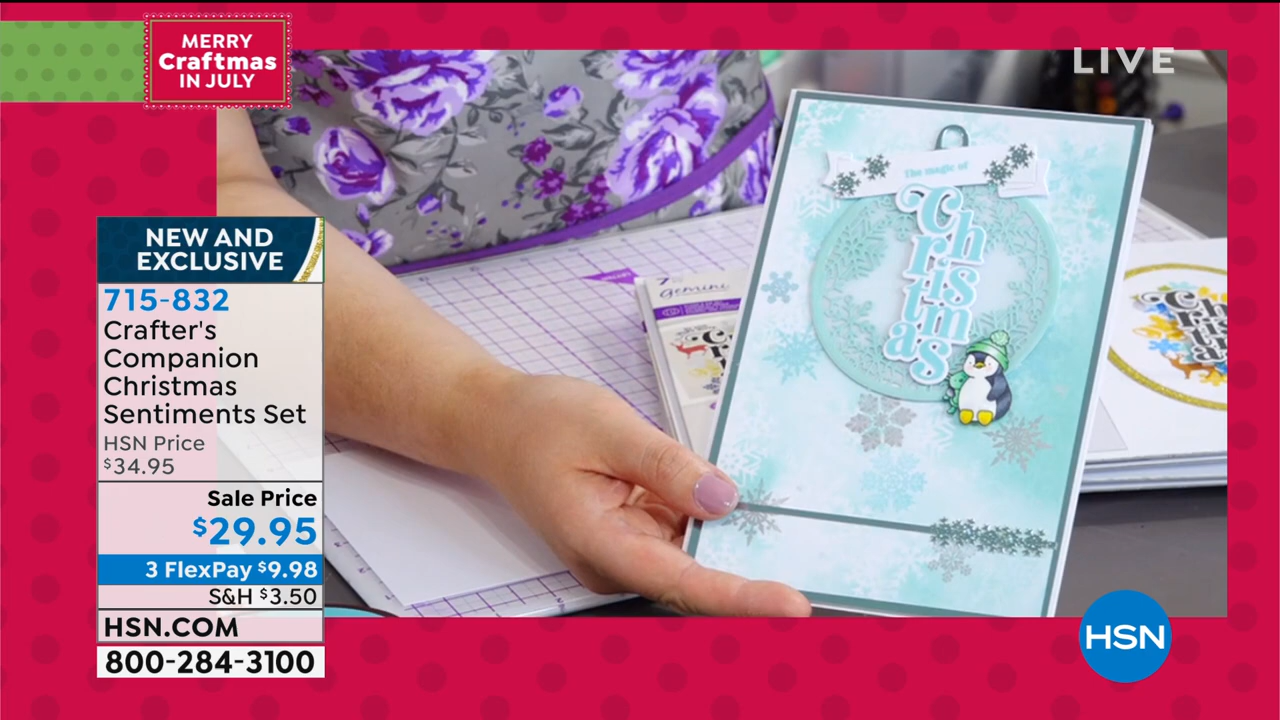 MERRY
Craftmas
IN JULY
LIVE
NEW AND
EXCLUSIVE
715-832
Crafter's
Companion
Christmas
Sentiments Set
HSN Price
$34.95
Sale Price
$29.95
3 FlexPay $9.98
S&H $3.50
HSN.COM
800-284-3100
The magic of
Christmas
7
Gemini
HSN